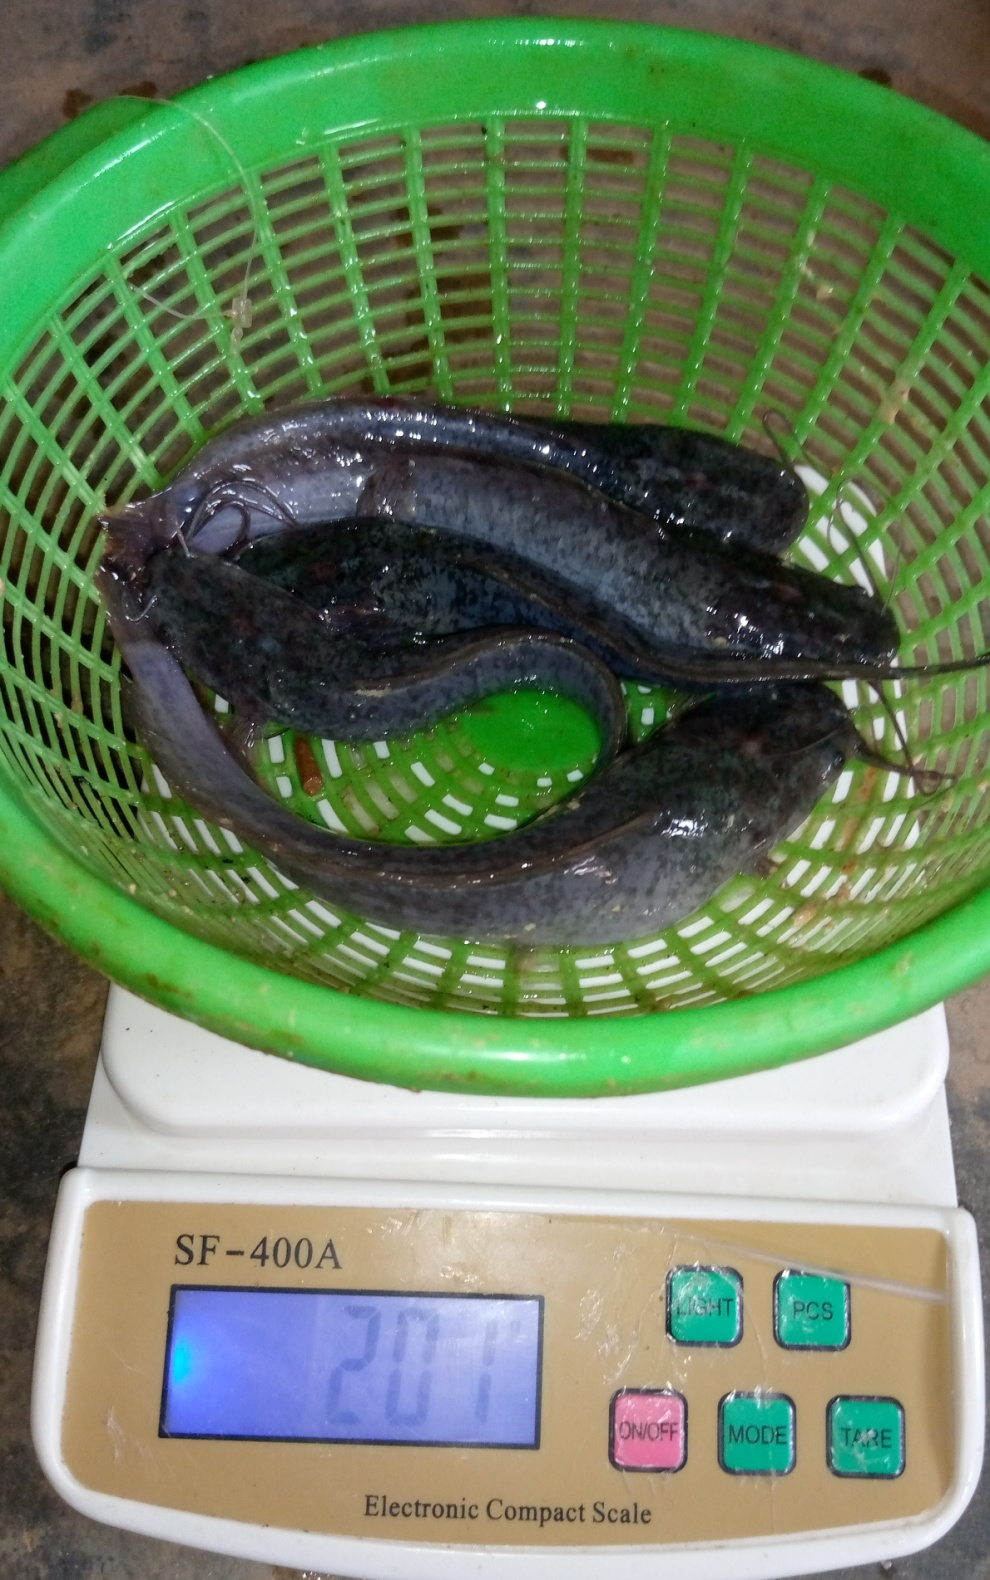 SF-400A
201
LIGHT PCS
ON/OFF MODE TARE
Electronic Compact Scale